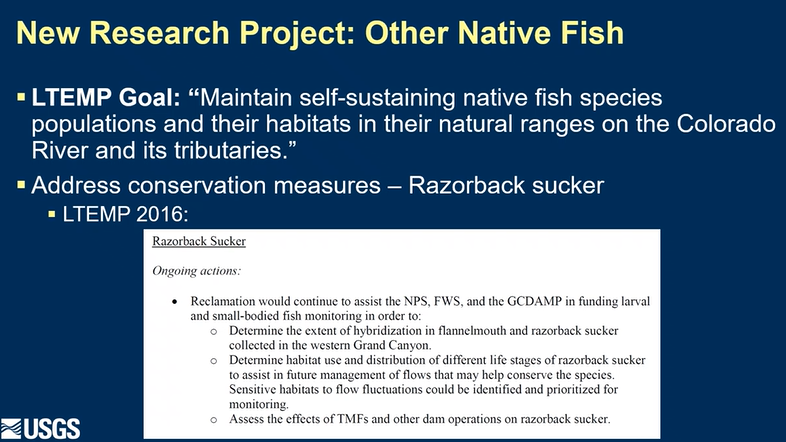 New Research Project: Other Native Fish
▪ LTEMP Goal: “Maintain self-sustaining native fish species
populations and their habitats in their natural ranges on the Colorado
River and its tributaries.”
▪ Address conservation measures – Razorback sucker
▪ LTEMP 2016:
Razorback Sucker
Ongoing actions:
• Reclamation would continue to assist the NPS, FWS, and the GCDAMP in funding larval
and small-bodied fish monitoring in order to:
o Determine the extent of hybridization in flannelmouth and razorback sucker
collected in the western Grand Canyon.
o Determine habitat use and distribution of different life stages of razorback sucker
to assist in future management of flows that may help conserve the species.
Sensitive habitats to flow fluctuations could be identified and prioritized for
monitoring.
o Assess the effects of TMFs and other dam operations on razorback sucker.
USGS